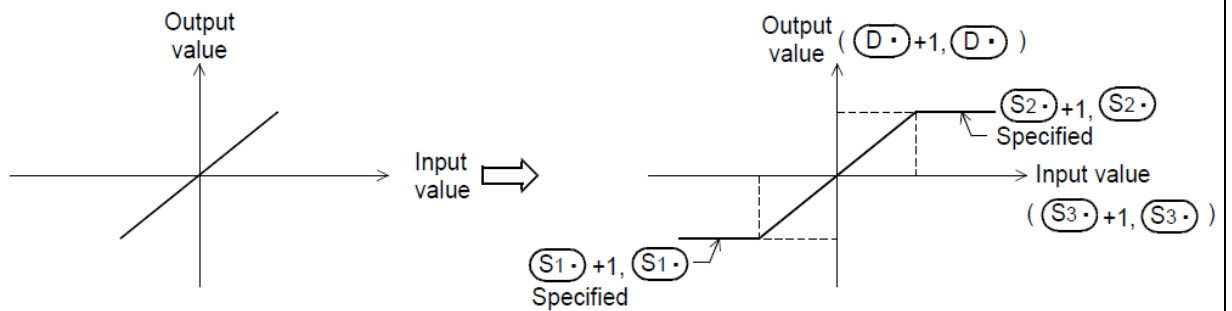 Output
value
Input
value
Output
value ( D· +1, D· )
S2· +1, S2·
Specified
Input value
( S3· +1, S3· )
S1· +1, S1·
Specified